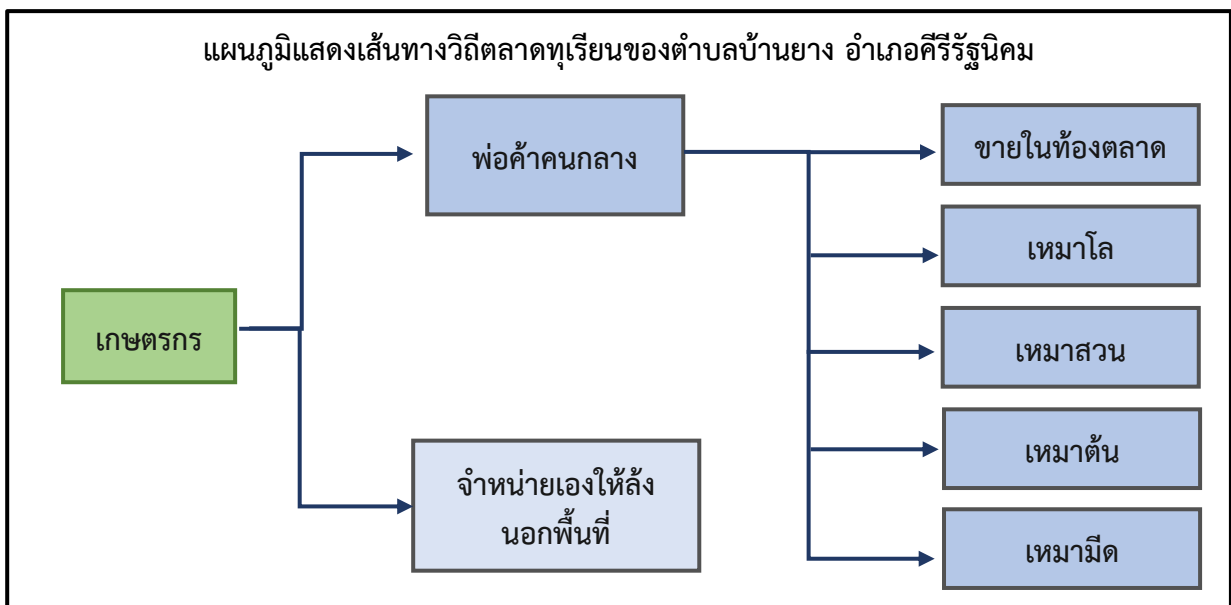 แผนภูมิแสดงเส้นทางวิถีตลาดทุเรียนของตำบลบ้านยาง อำเภอคีรีรัฐนิคม
เกษตรกร
พ่อค้าคนกลาง
จำหน่ายเองให้ล้ง
นอกพื้นที่
ขายในท้องตลาด
เหมาโล
เหมาสวน
เหมาต้น
เหมามีด